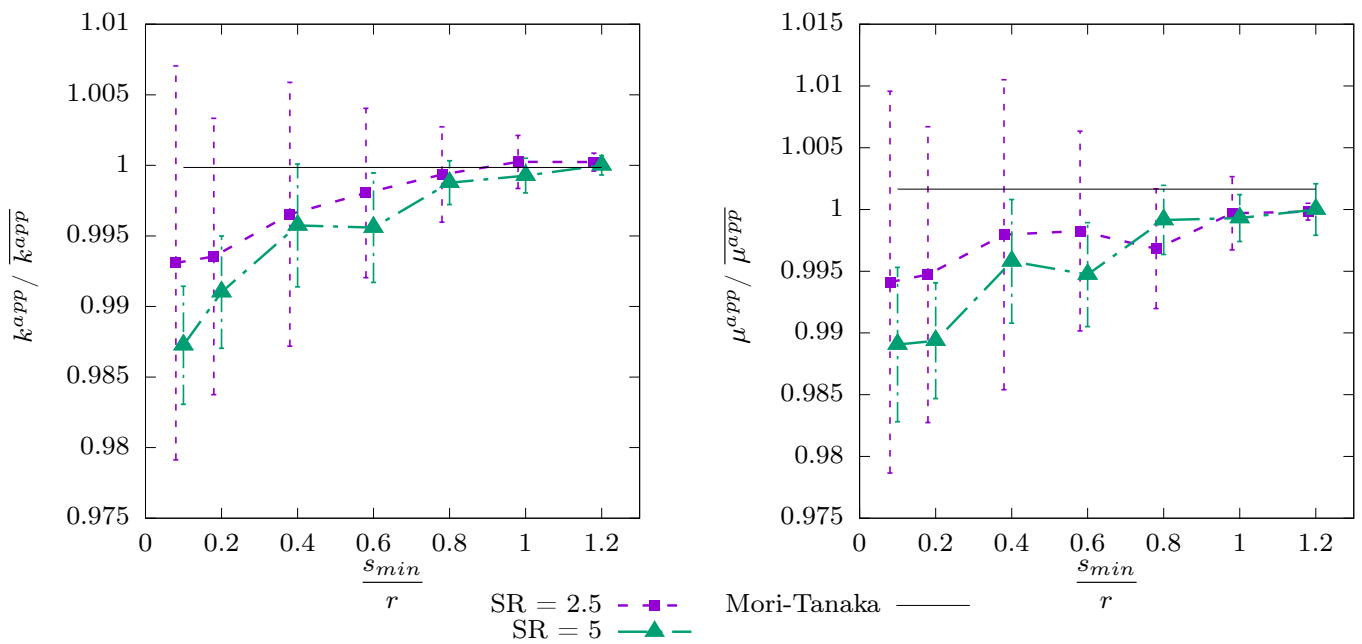 1.01
1.005
1
0.995
0.99
0.985
0.98
0.975
k^{app} / \overline{k^{app}}
0 0.2 0.4 0.6 0.8 1 1.2
s_{min}
r
1.015
1.01
1.005
1
0.995
0.99
0.985
0.98
0.975
μ^{app} / \overline{μ^{app}}
0 0.2 0.4 0.6 0.8 1 1.2
s_{min}
r
SR = 2.5
SR = 5
Mori-Tanaka